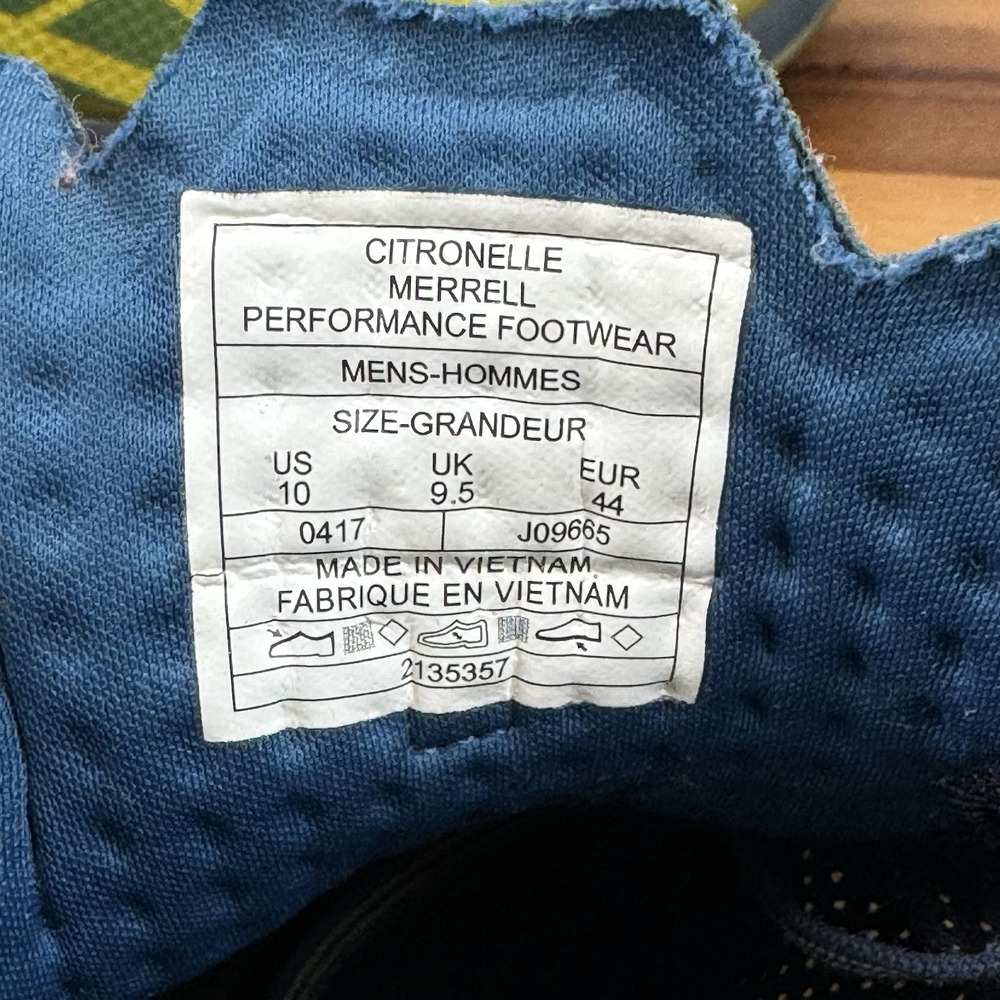 CITRONELLE
MERRELL
PERFORMANCE FOOTWEAR
MENS-HOMMES
SIZE-GRANDEUR
US UK EUR
10 9.5 44
0417 J09665
MADE IN VIETNAM
FABRIQUE EN VIETNAM
2135357